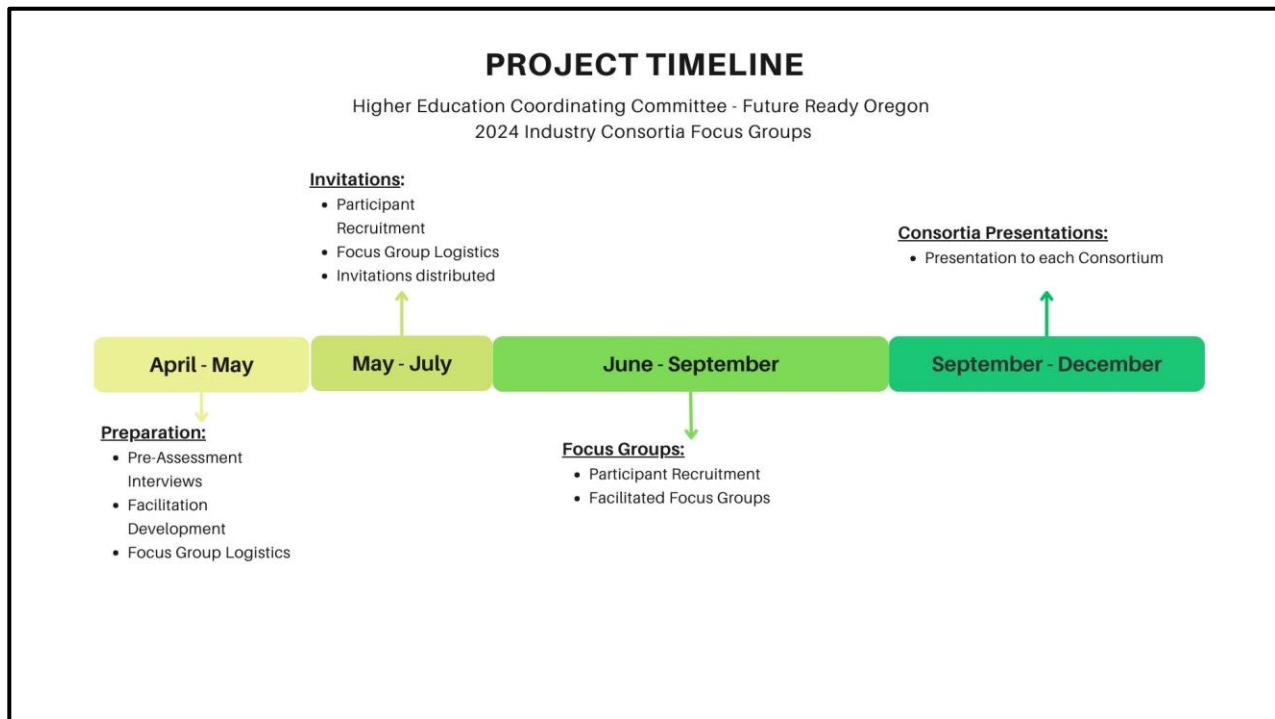 PROJECT TIMELINE
Higher Education Coordinating Committee - Future Ready Oregon
2024 Industry Consortia Focus Groups
Invitations:
• Participant
Recruitment
• Focus Group Logistics
• Invitations distributed
Consortia Presentations:
• Presentation to each Consortium
April - May
May - July
June - September
September - December
Preparation:
• Pre-Assessment
Interviews
• Facilitation
Development
• Focus Group Logistics
Focus Groups:
• Participant Recruitment
• Facilitated Focus Groups